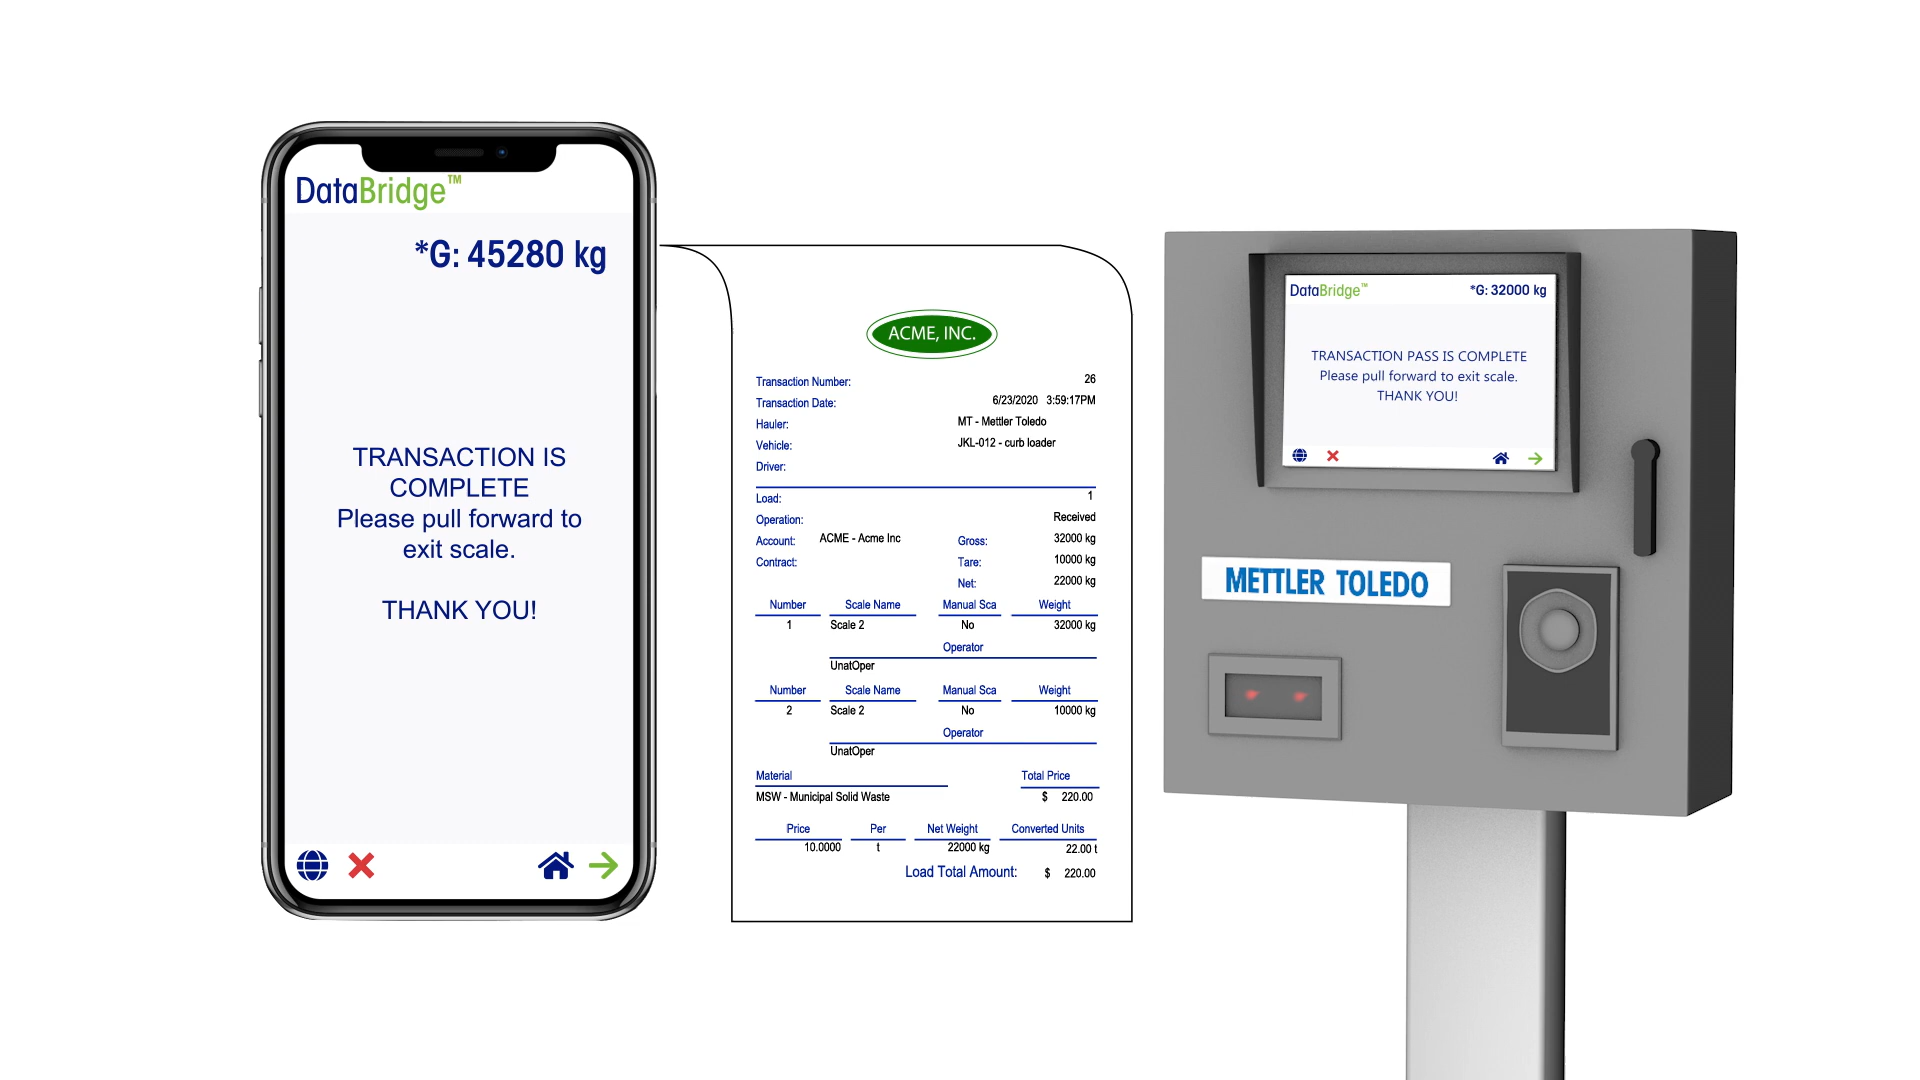 DataBridge™
*G: 45280 kg
TRANSACTION IS
COMPLETE
Please pull forward to
exit scale.
THANK YOU!
ACME, INC.
Transaction Number: 26
Transaction Date: 6/23/2020 3:59:17PM
Hauler: MT - Mettler Toledo
Vehicle: JKL-012 - curb loader
Driver:
Load: 1
Operation: Received
Account: ACME - Acme Inc Gross: 32000 kg
Contract: Tare: 10000 kg
Net: 22000 kg
Number Scale Name Manual Sca Weight
1 Scale 2 No 32000 kg
Operator
UnatOper
Number Scale Name Manual Sca Weight
2 Scale 2 No 10000 kg
Operator
UnatOper
Material Total Price
MSW - Municipal Solid Waste $ 220.00
Price Per Net Weight Converted Units
10.0000 t 22000 kg 22.00 t
Load Total Amount: $ 220.00
DataBridge™ *G: 32000 kg
TRANSACTION PASS IS COMPLETE
Please pull forward to exit scale.
THANK YOU!
METTLER TOLEDO